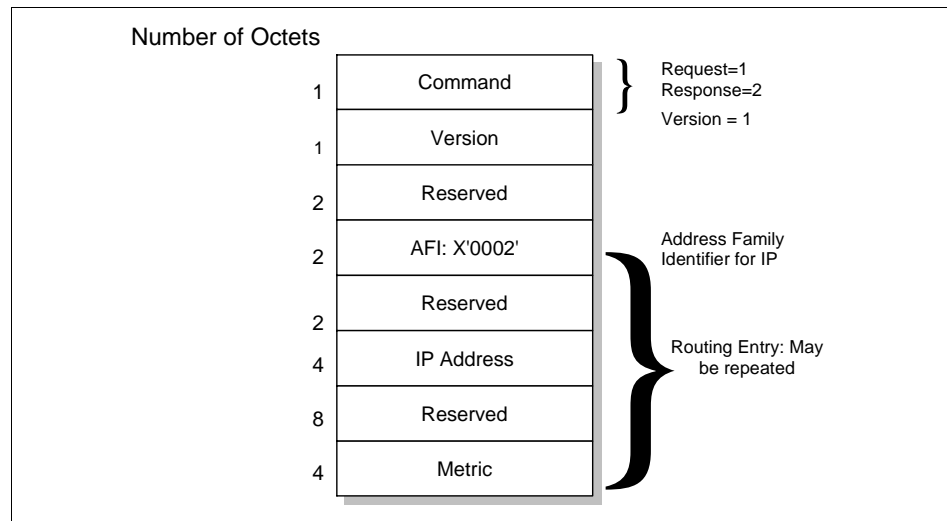 Number of Octets
1
Command
Request=1
Response=2
1
Version
Version = 1
2
Reserved
2
AFI: X'0002'
Address Family
Identifier for IP
2
Reserved
4
IP Address
Routing Entry: May
be repeated
8
Reserved
4
Metric